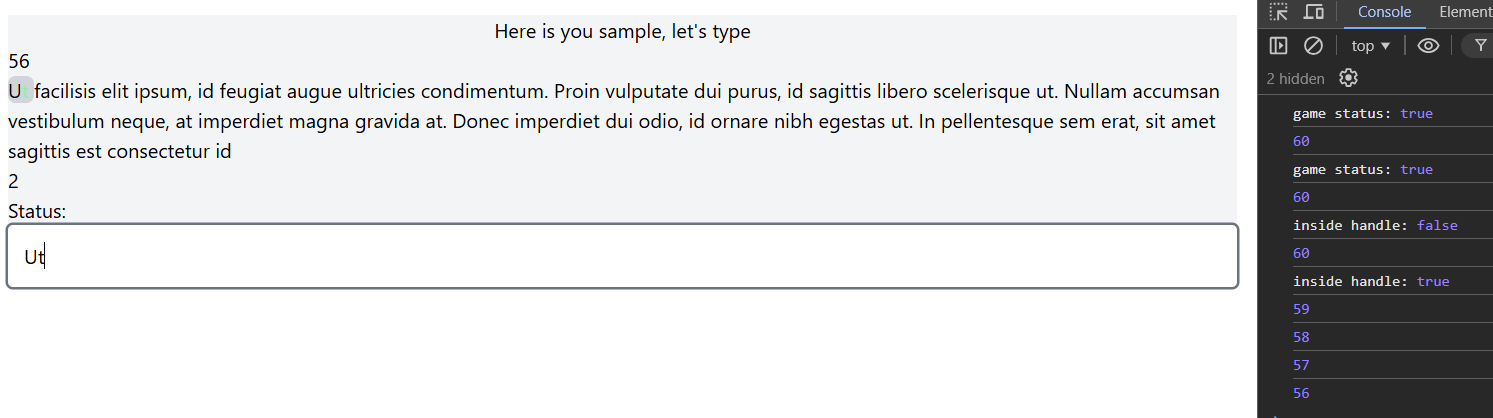 Here is you sample, let's type
56
Ut facilisis elit ipsum, id feugiat augue ultricies condimentum. Proin vulputate dui purus, id sagittis libero scelerisque ut. Nullam accumsan
vestibulum neque, at imperdiet magna gravida at. Donec imperdiet dui odio, id ornare nibh egestas ut. In pellentesque sem erat, sit amet
sagittis est consectetur id
2
Status:
Ut
Console
Element
top
2 hidden
game status: true
60
game status: true
60
inside handle: false
60
inside handle: true
59
58
57
56